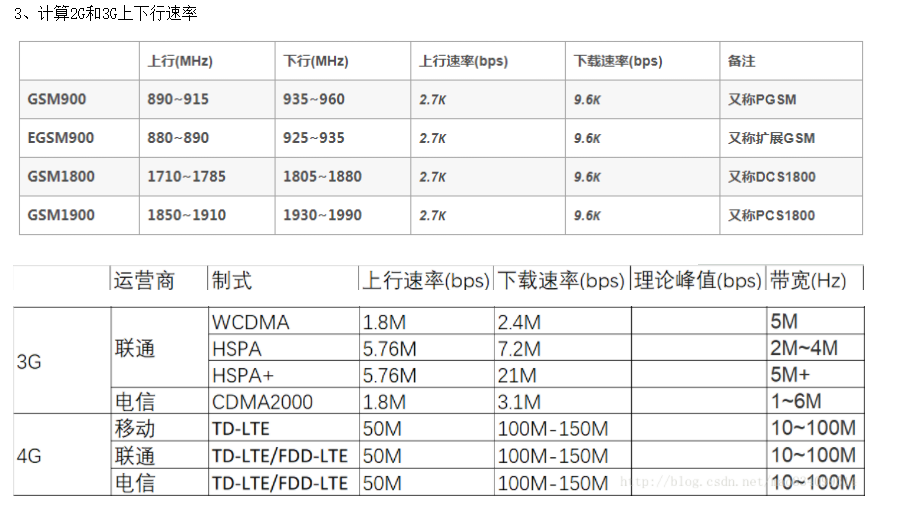 3、计算2G和3G上下行速率
上行(MHz) 下行(MHz) 上行速率(bps) 下载速率(bps) 备注
GSM900 890~915 935~960 2.7K 9.6K 又称PGSM
EGSM900 880~890 925~935 2.7K 9.6K 又称扩展GSM
GSM1800 1710~1785 1805~1880 2.7K 9.6K 又称DCS1800
GSM1900 1850~1910 1930~1990 2.7K 9.6K 又称PCS1800
运营商 制式 上行速率(bps) 下载速率(bps) 理论峰值(bps) 带宽(Hz)
3G 联通 WCDMA 1.8M 2.4M 5M
HSPA 5.76M 7.2M 2M~4M
HSPA+ 5.76M 21M 5M+
电信 CDMA2000 1.8M 3.1M 1~6M
4G 移动 TD-LTE 50M 100M-150M 10~100M
联通 TD-LTE/FDD-LTE 50M 100M-150M 10~100M
电信 TD-LTE/FDD-LTE 50M 100M-150M 10~100M